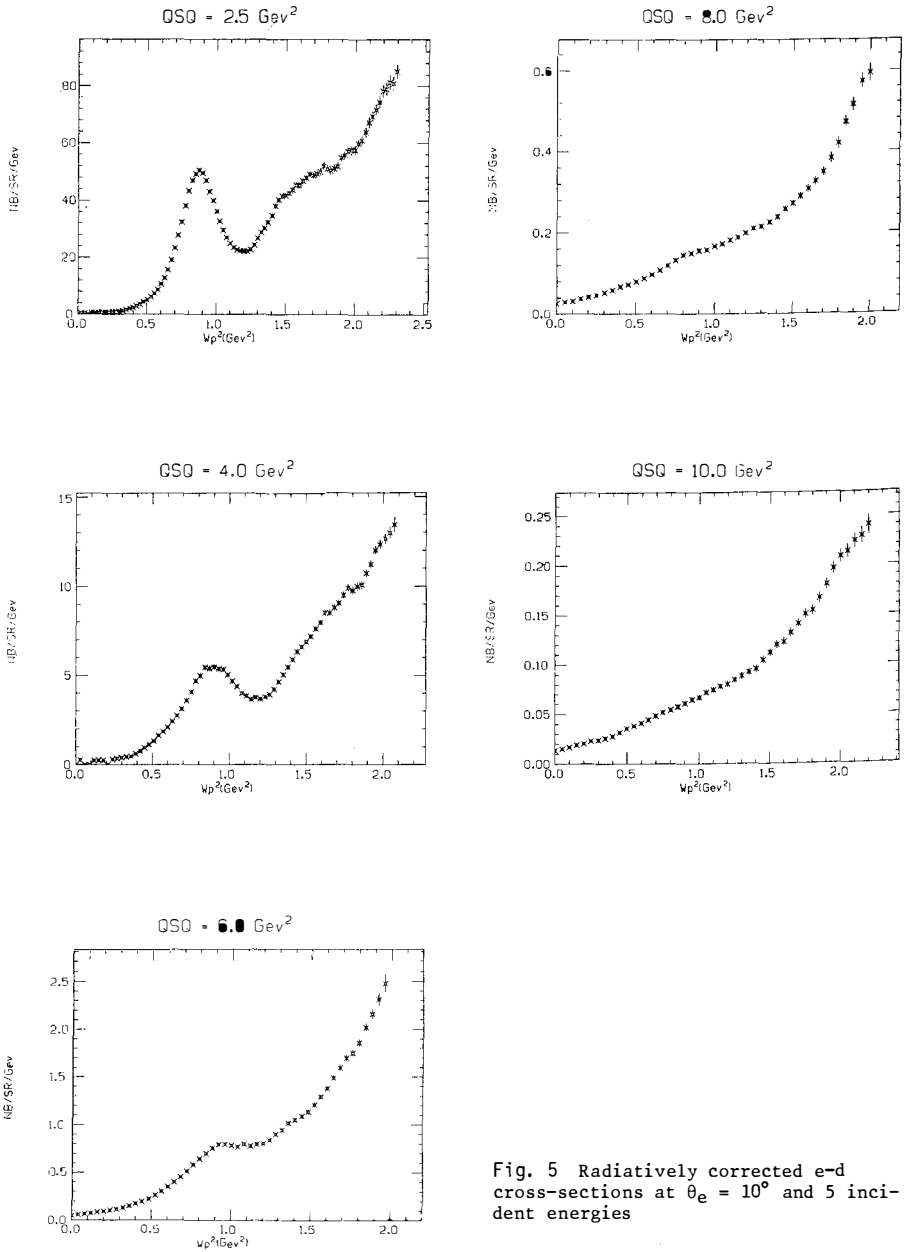 QSQ = 2.5 Gev²
80
60
40
20
0
NB/SR/Gev
0.0 0.5 1.0 1.5 2.0 2.5
Wp²(Gev²)
QSQ = 8.0 Gev²
0.6
0.4
0.2
0.0
NB/SR/Gev
0.0 0.5 1.0 1.5 2.0
Wp²(Gev²)
QSQ = 4.0 Gev²
15
10
5
0
NB/SR/Gev
0.0 0.5 1.0 1.5 2.0
Wp²(Gev²)
QSQ = 10.0 Gev²
0.25
0.20
0.15
0.10
0.05
0.00
NB/SR/Gev
0.0 0.5 1.0 1.5 2.0
Wp²(Gev²)
QSQ = 6.0 Gev²
2.5
2.0
1.5
1.0
0.5
0.0
NB/SR/Gev
0.0 0.5 1.0 1.5 2.0
Wp²(Gev²)
Fig. 5 Radiatively corrected e-d
cross-sections at θe = 10° and 5 inci-
dent energies